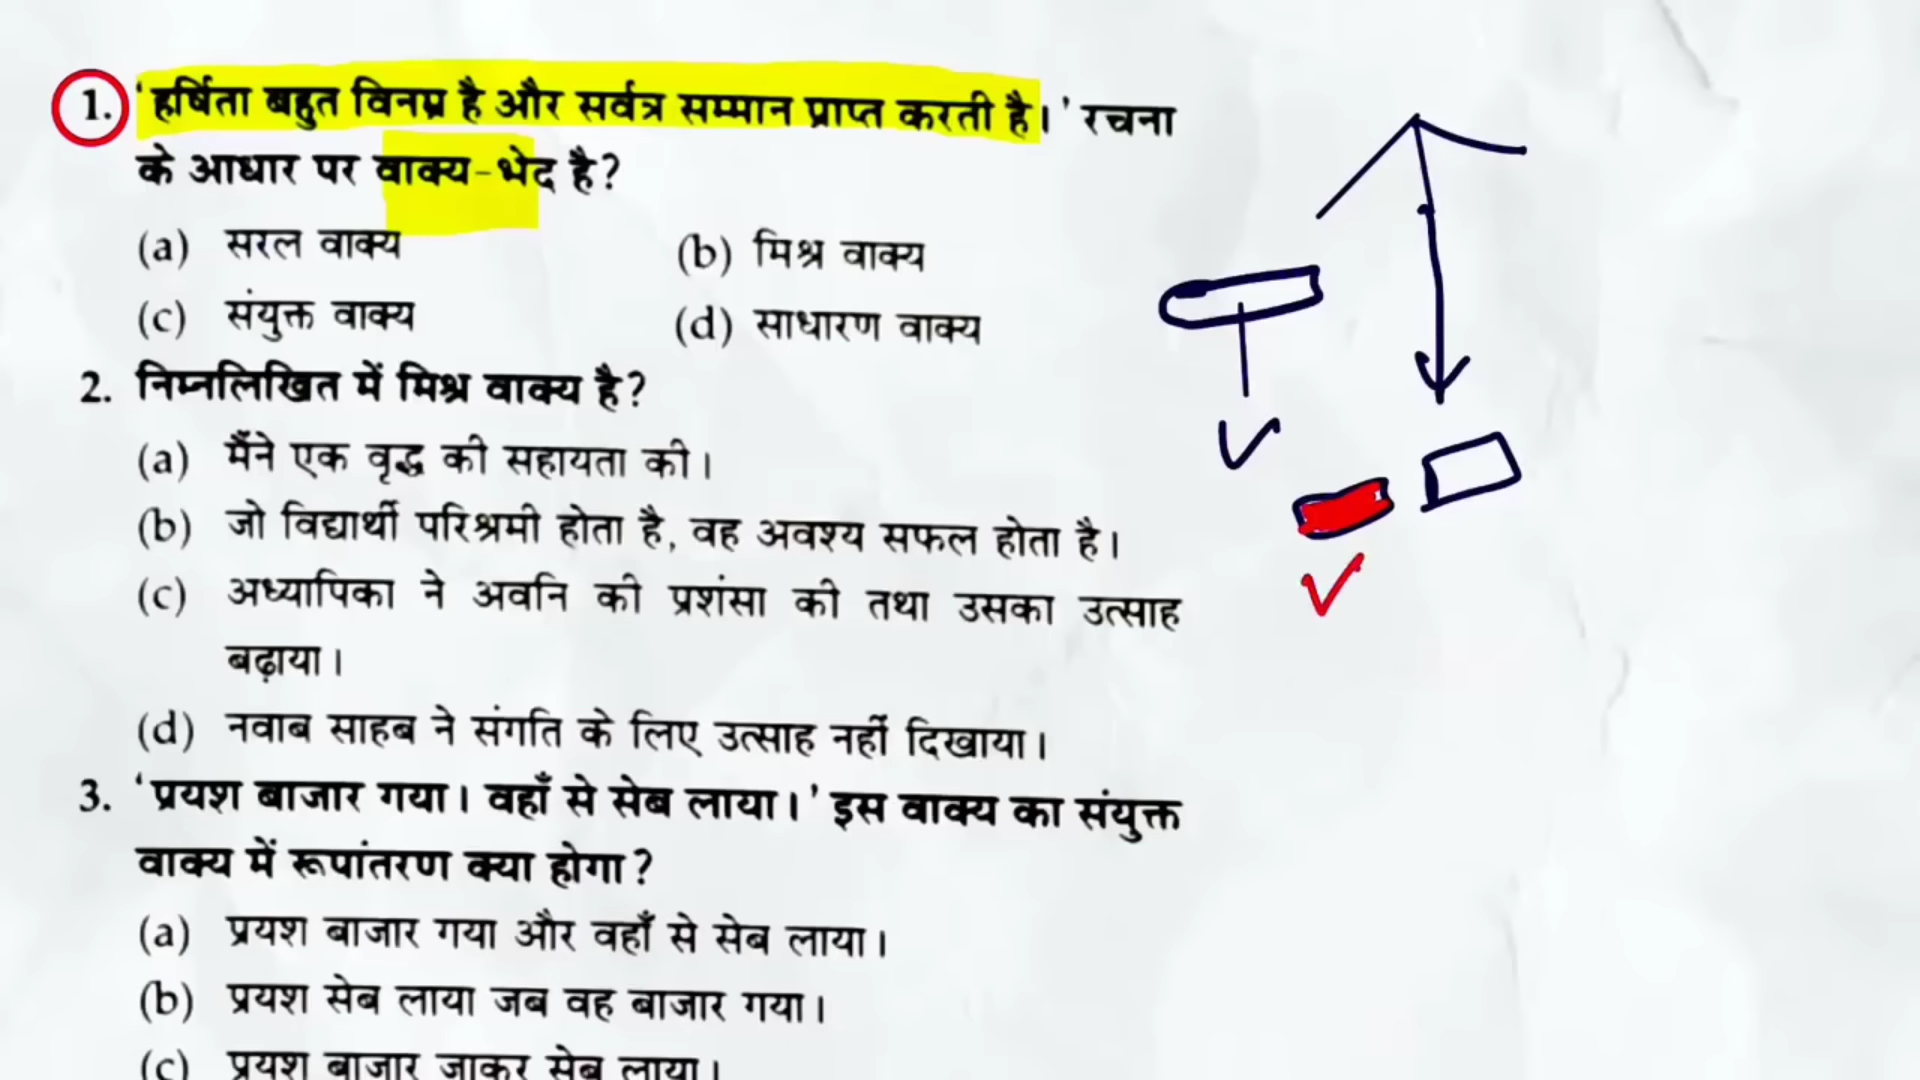 1. 'हर्षिता बहुत विनम्र है और सर्वत्र सम्मान प्राप्त करती है।' रचना
के आधार पर वाक्य-भेद है?
(a) सरल वाक्य (b) मिश्र वाक्य
(c) संयुक्त वाक्य (d) साधारण वाक्य
2. निम्नलिखित में मिश्र वाक्य है?
(a) मैंने एक वृद्ध की सहायता की।
(b) जो विद्यार्थी परिश्रमी होता है, वह अवश्य सफल होता है।
(c) अध्यापिका ने अवनि की प्रशंसा की तथा उसका उत्साह
बढ़ाया।
(d) नवाब साहब ने संगति के लिए उत्साह नहीं दिखाया।
3. 'प्रयश बाजार गया। वहाँ से सेब लाया।' इस वाक्य का संयुक्त
वाक्य में रूपांतरण क्या होगा?
(a) प्रयश बाजार गया और वहाँ से सेब लाया।
(b) प्रयश सेब लाया जब वह बाजार गया।
(c) प्रयश बाजार जाकर सेब लाया।